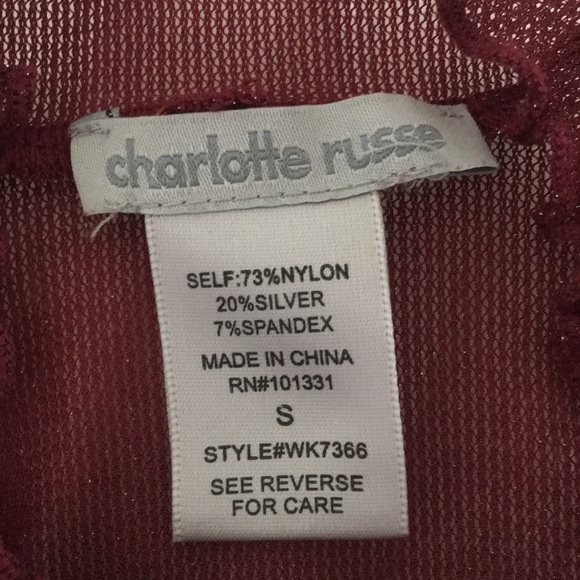 charlotte russe
SELF:73%NYLON
20%SILVER
7%SPANDEX
MADE IN CHINA
RN#101331
S
STYLE#WK7366
SEE REVERSE
FOR CARE